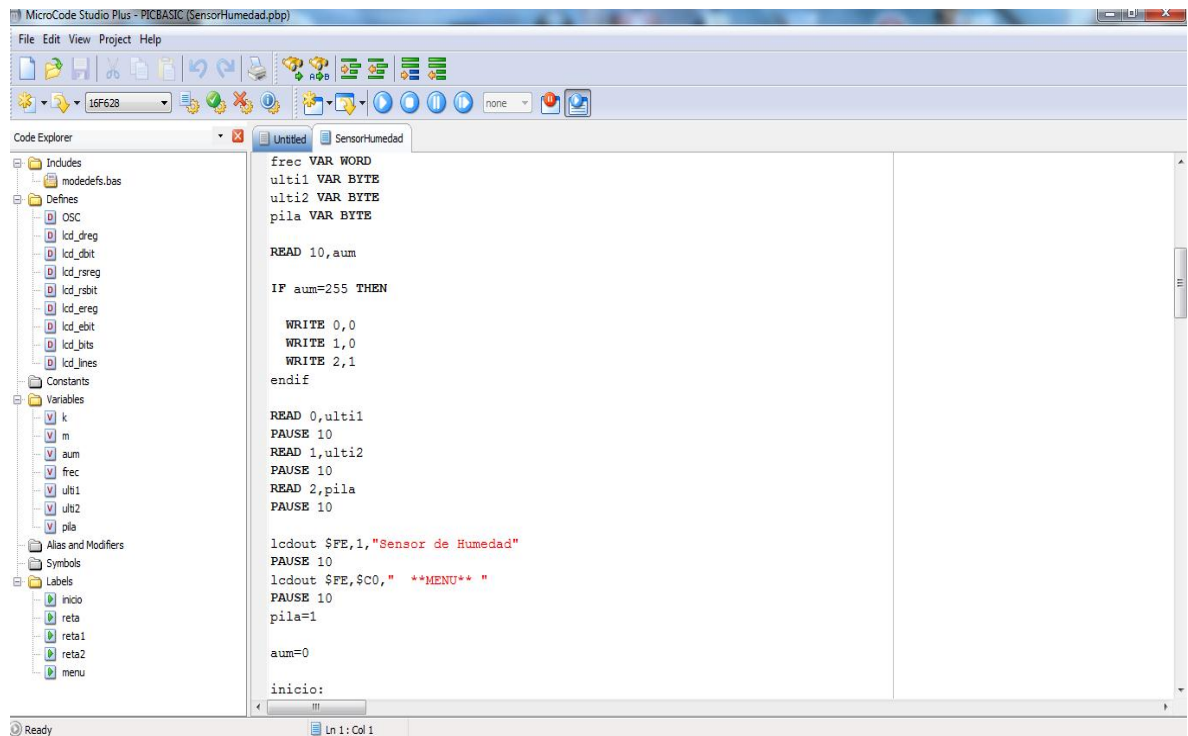 MicroCode Studio Plus - PICBASIC (SensorHumedad.pbp)
File Edit View Project Help
16F628
none
Code Explorer
Untitled
SensorHumedad
Includes
modedefs.bas
Defines
OSC
lcd_dreg
lcd_dbit
lcd_rsreg
lcd_rsbit
lcd_ereg
lcd_ebit
lcd_bits
lcd_lines
Constants
Variables
k
m
aum
frec
ulti1
ulti2
pila
Alias and Modifiers
Symbols
Labels
inicio
reta
reta1
reta2
menu
frec VAR WORD
ulti1 VAR BYTE
ulti2 VAR BYTE
pila VAR BYTE
READ 10,aum
IF aum=255 THEN
WRITE 0,0
WRITE 1,0
WRITE 2,1
endif
READ 0,ulti1
PAUSE 10
READ 1,ulti2
PAUSE 10
READ 2,pila
PAUSE 10
lcdout $FE,1,"Sensor de Humedad"
PAUSE 10
lcdout $FE,$C0,"  **MENU** "
PAUSE 10
pila=1
aum=0
inicio:
Ready
Ln 1 : Col 1